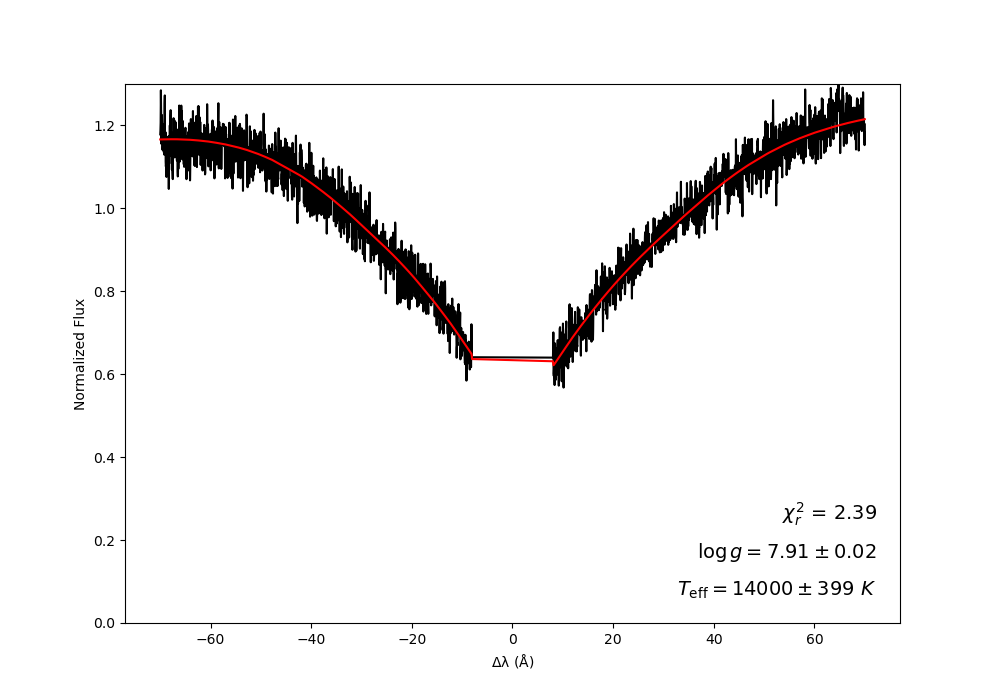 1.2
1.0
0.8
0.6
0.4
0.2
0.0
Normalized Flux
χ²ᵣ = 2.39
log g = 7.91 ± 0.02
T_eff = 14000 ± 399 K
−60 −40 −20 0 20 40 60
Δλ (Å)